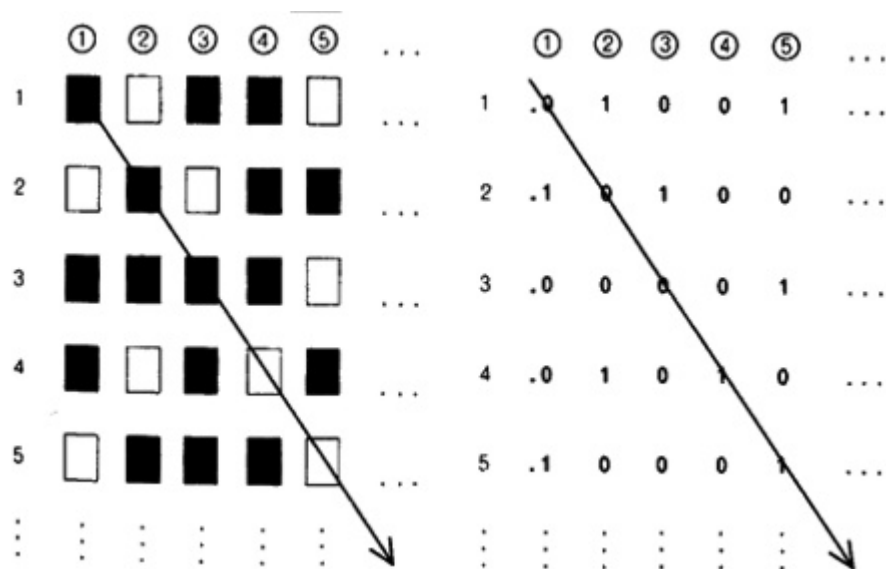 ① ② ③ ④ ⑤ ...
1 ...
2 ...
3 ...
4 ...
5 ...
⋮ ⋮ ⋮ ⋮ ⋮ ⋮
① ② ③ ④ ⑤ ...
1 .0 1 0 0 1 ...
2 .1 0 1 0 0 ...
3 .0 0 0 0 1 ...
4 .0 1 0 1 0 ...
5 .1 0 0 0 1 ...
⋮ ⋮ ⋮ ⋮ ⋮ ⋮